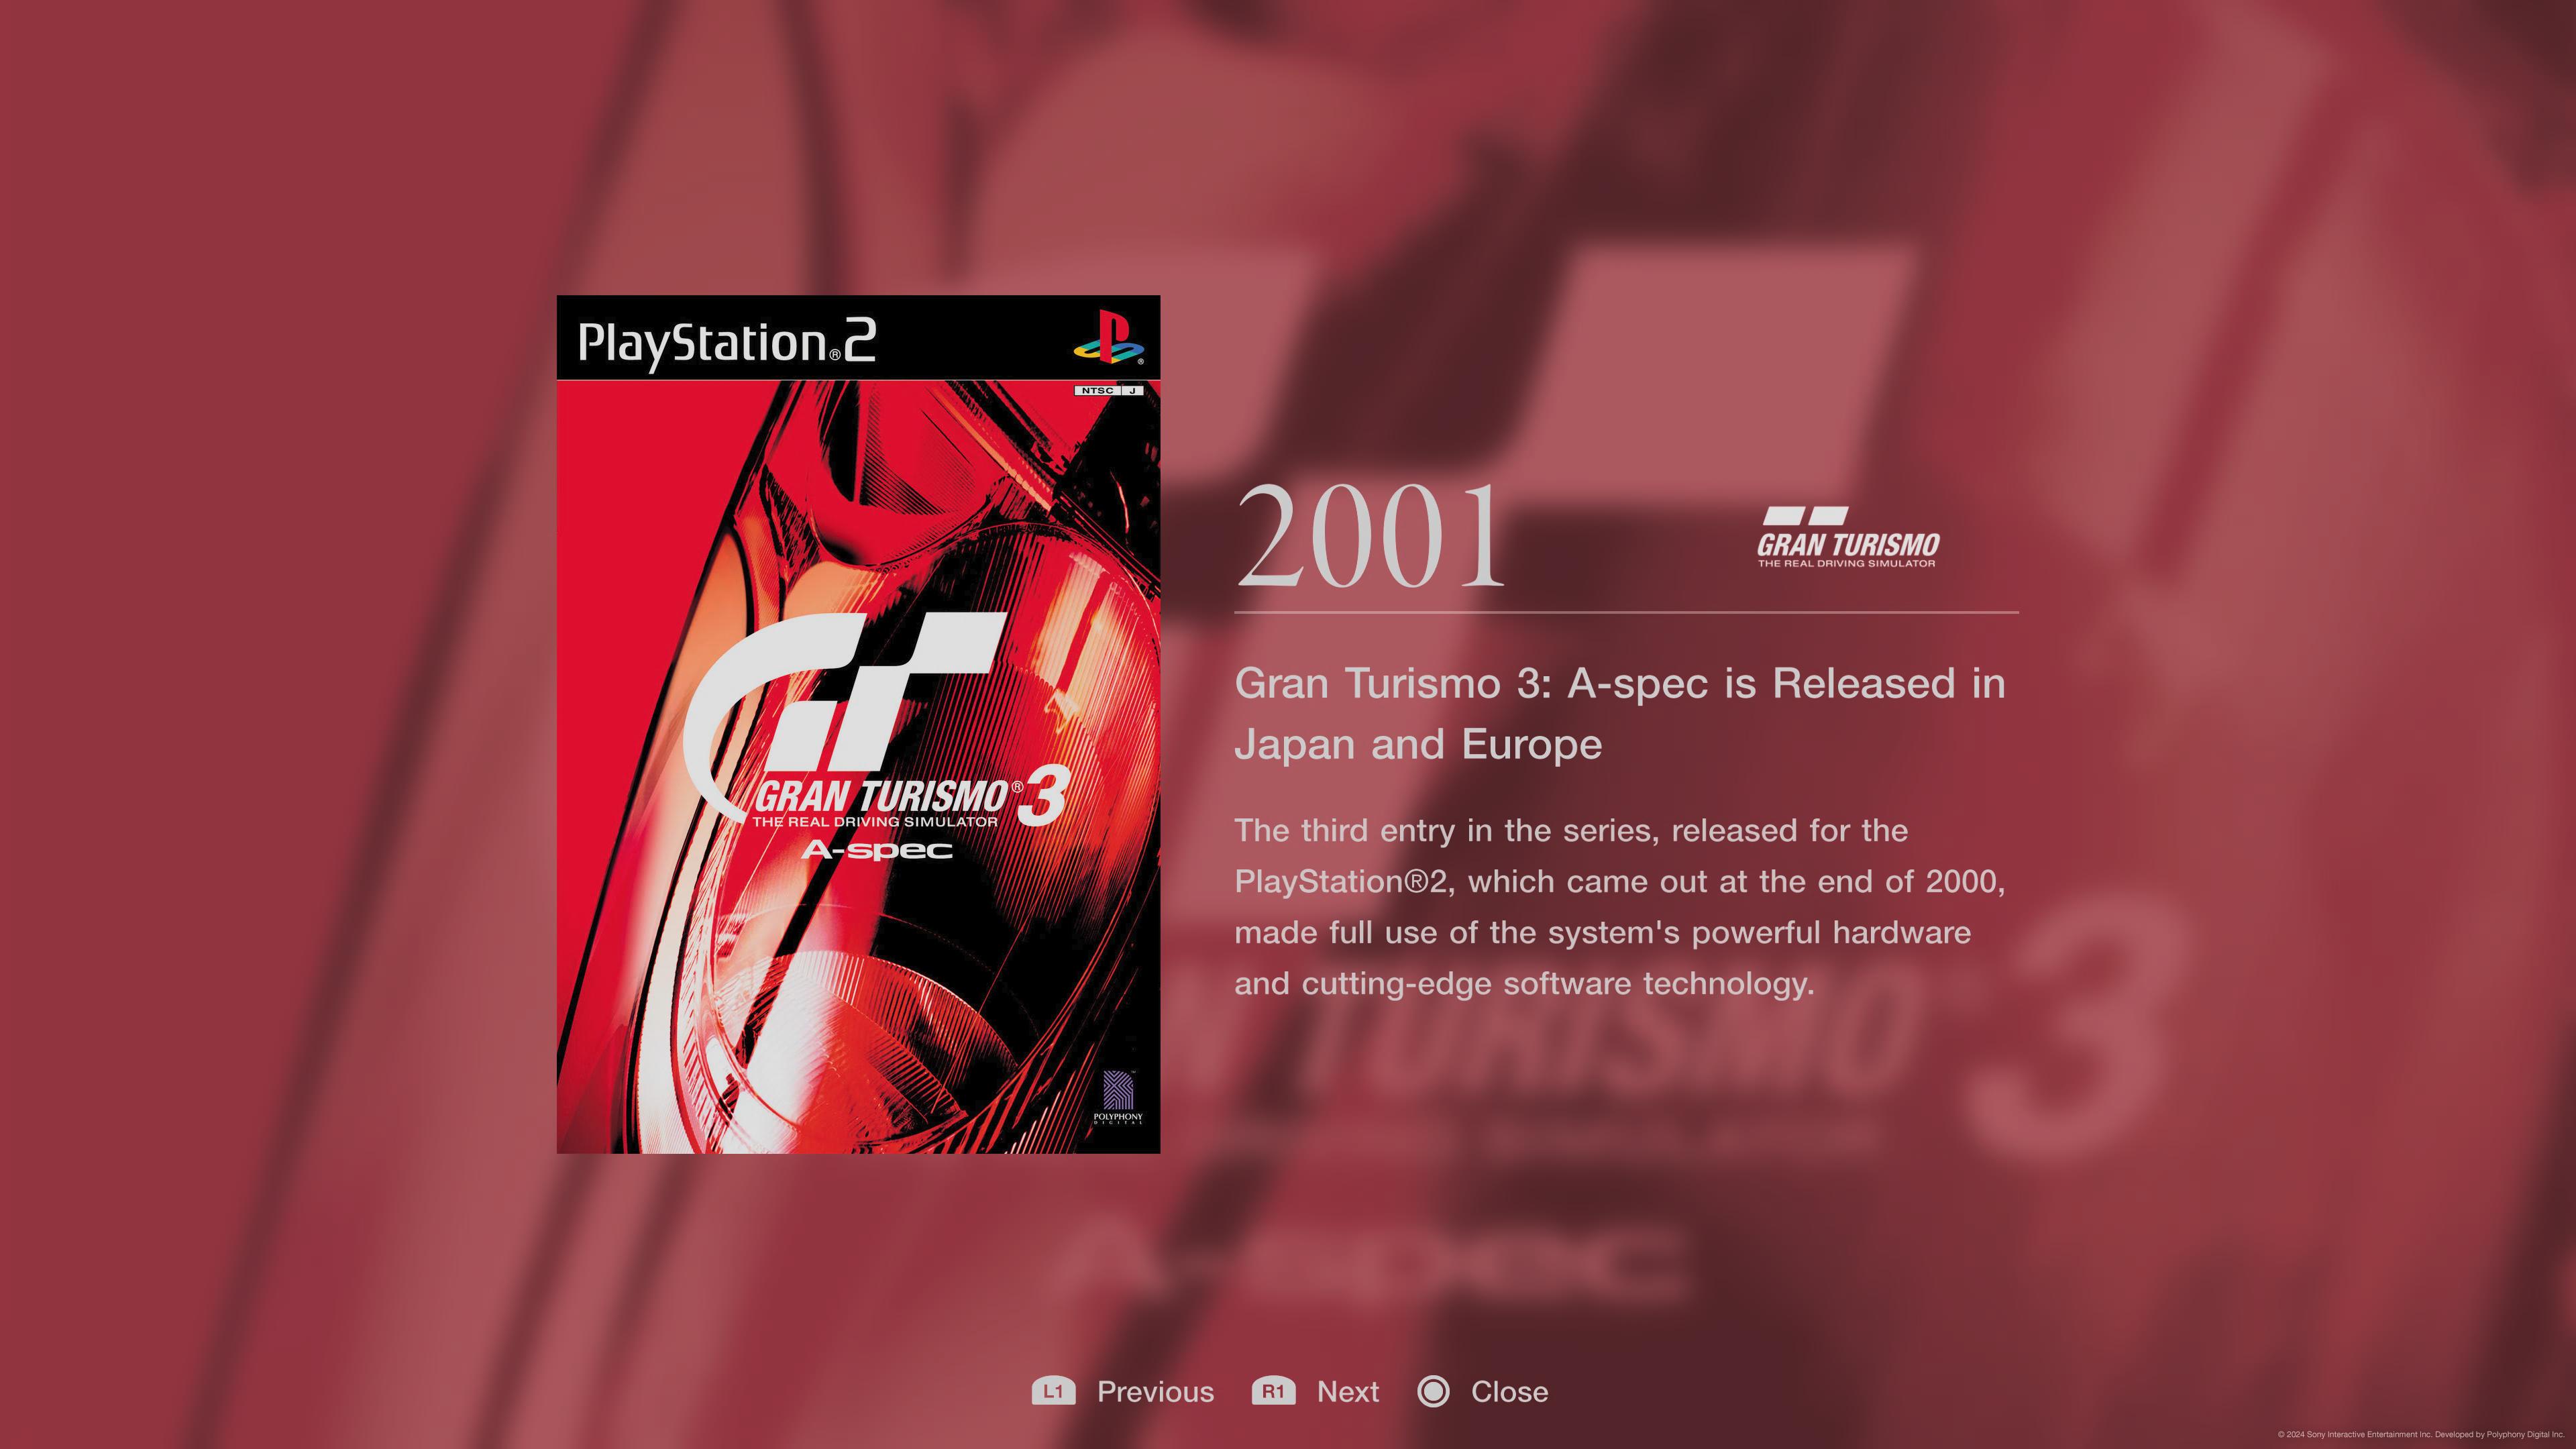 PlayStation®2
NTSC J
GRAN TURISMO® 3
THE REAL DRIVING SIMULATOR
A-spec
POLYPHONY
DIGITAL
2001
GRAN TURISMO
THE REAL DRIVING SIMULATOR
Gran Turismo 3: A-spec is Released in
Japan and Europe
The third entry in the series, released for the
PlayStation®2, which came out at the end of 2000,
made full use of the system's powerful hardware
and cutting-edge software technology.
L1 Previous R1 Next Close
© 2024 Sony Interactive Entertainment Inc. Developed by Polyphony Digital Inc.